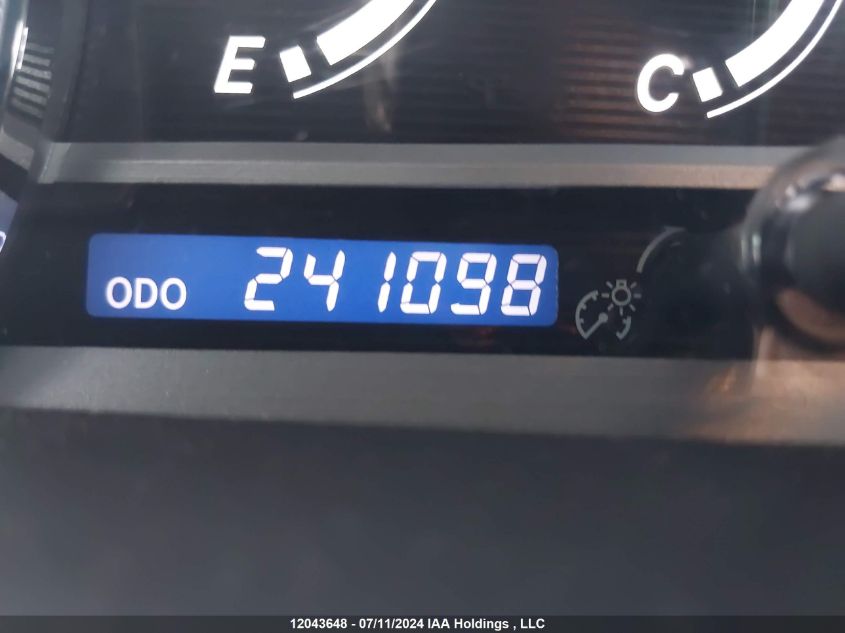 E C
ODO 241098
12043648 - 07/11/2024 IAA Holdings , LLC